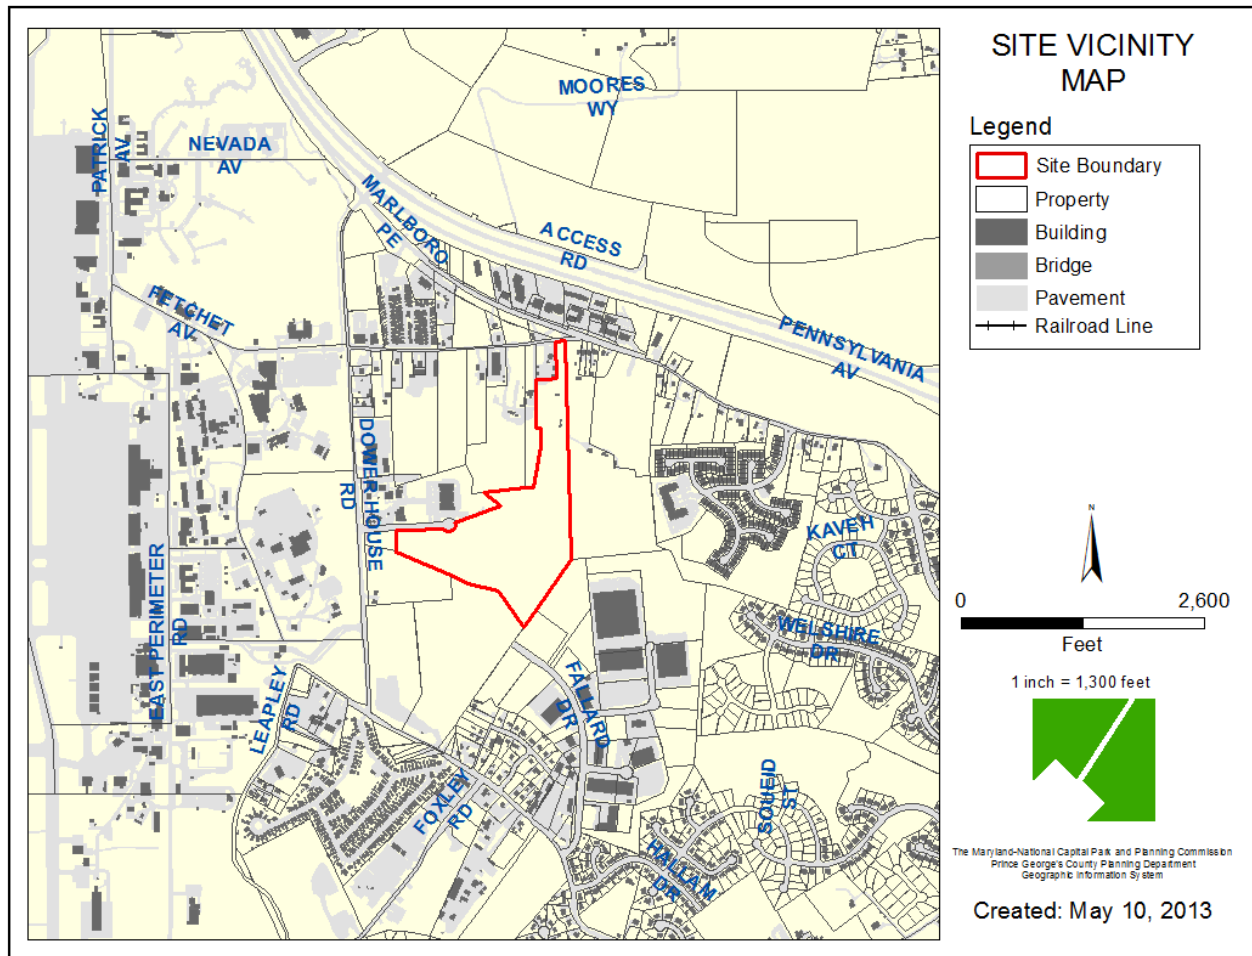 SITE VICINITY
MAP
Legend
Site Boundary
Property
Building
Bridge
Pavement
Railroad Line
MOORES
WY
PATRICK
AV
NEVADA
AV
MARLBORO
PE
ACCESS
RD
FETCHET
AV
PENNSYLVANIA
AV
DOWER HOUSE
RD
KAVEH
CT
EAST PERIMETER
RD
WELSHIRE
DR
LEAPLEY
RD
FALLARD
DR
FOXLEY
RD
SOUEID
ST
HALLAM
DR
N
0 2,600
Feet
1 inch = 1,300 feet
The Maryland-National Capital Park and Planning Commission
Prince George's County Planning Department
Geographic Information System
Created: May 10, 2013